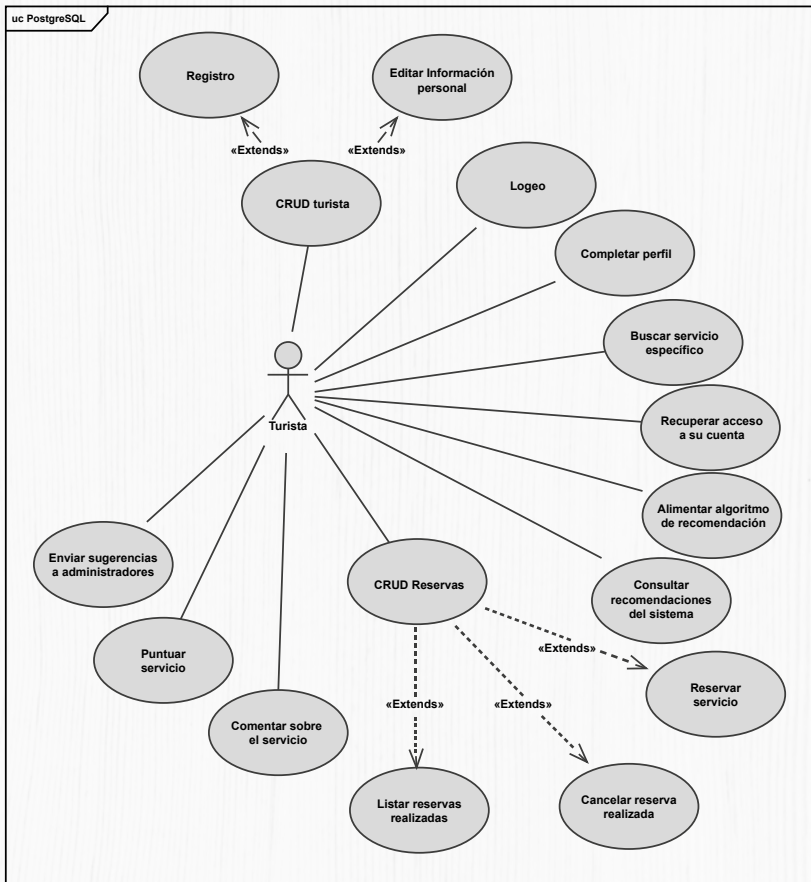 uc PostgreSQL
Registro
Editar Información
personal
«Extends»
«Extends»
CRUD turista
Logeo
Completar perfil
Buscar servicio
específico
Recuperar acceso
a su cuenta
Turista
Alimentar algoritmo
de recomendación
Enviar sugerencias
a administradores
CRUD Reservas
Consultar
recomendaciones
del sistema
Puntuar
servicio
«Extends»
Reservar
servicio
«Extends»
«Extends»
Comentar sobre
el servicio
Listar reservas
realizadas
Cancelar reserva
realizada